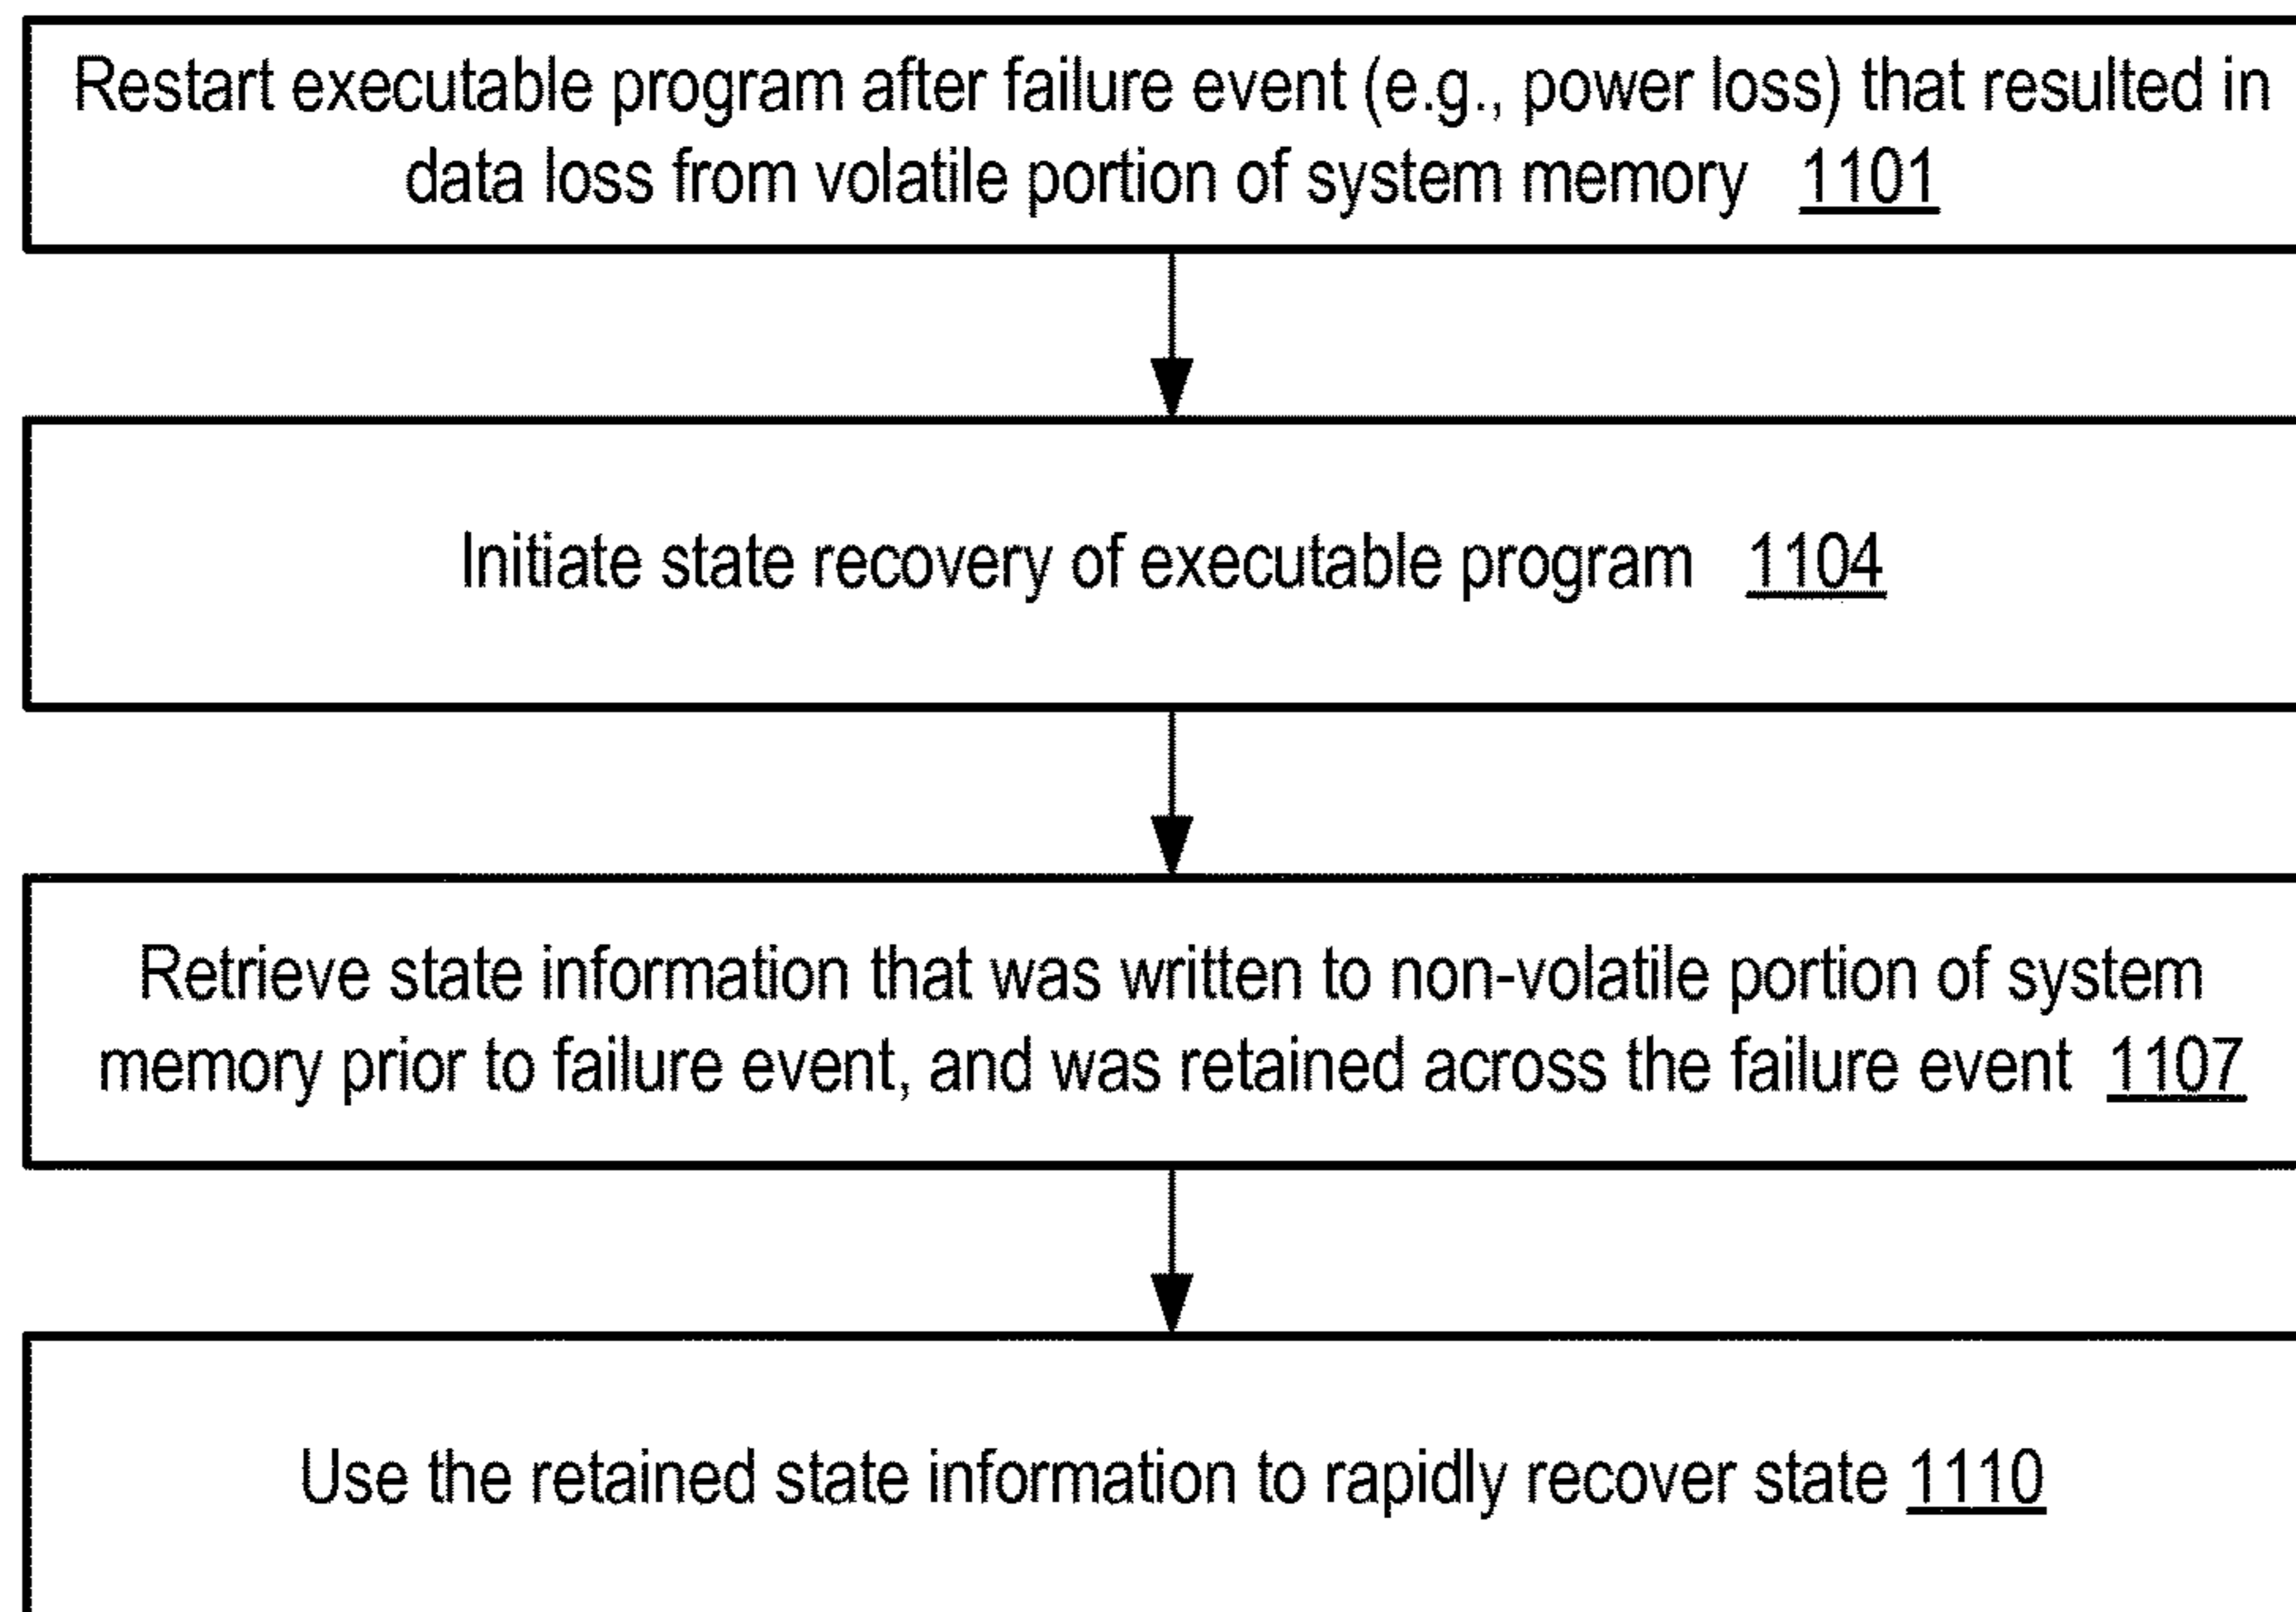 Restart executable program after failure event (e.g., power loss) that resulted in
data loss from volatile portion of system memory 1101
Initiate state recovery of executable program 1104
Retrieve state information that was written to non-volatile portion of system
memory prior to failure event, and was retained across the failure event 1107
Use the retained state information to rapidly recover state 1110